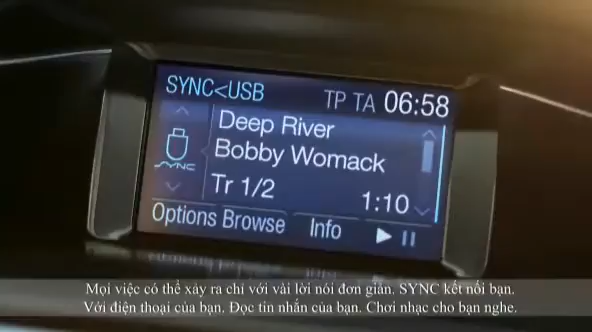 SYNC<USB
TP TA 06:58
Deep River
Bobby Womack
SYNC
Tr 1/2 1:10
Options Browse Info
Mọi việc có thể xảy ra chỉ với vài lời nói đơn giản. SYNC kết nối bạn.
Với điện thoại của bạn. Đọc tin nhắn của bạn. Chơi nhạc cho bạn nghe.